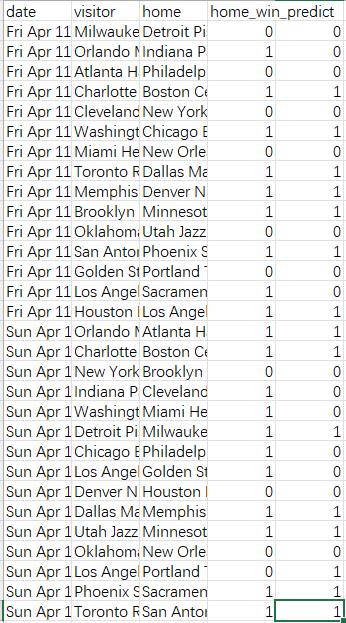 date visitor home home_win_predict
Fri Apr 11 Milwauke Detroit Pi 0 0
Fri Apr 11 Orlando Indiana P 1 0
Fri Apr 11 Atlanta H Philadelp 0 0
Fri Apr 11 Charlotte Boston Ce 1 1
Fri Apr 11 Cleveland New York 0 0
Fri Apr 11 Washingt Chicago 1 1
Fri Apr 11 Miami He New Orle 0 0
Fri Apr 11 Toronto Dallas Ma 1 1
Fri Apr 11 Memphis Denver N 1 1
Fri Apr 11 Brooklyn Minnesot 1 1
Fri Apr 11 Oklahom Utah Jazz 0 0
Fri Apr 11 San Anto Phoenix S 1 1
Fri Apr 11 Golden St Portland 0 0
Fri Apr 11 Los Ange Sacramen 1 0
Fri Apr 11 Houston Los Ange 1 1
Sun Apr 1 Orlando Atlanta H 1 1
Sun Apr 1 Charlotte Boston Ce 1 1
Sun Apr 1 New York Brooklyn 0 0
Sun Apr 1 Indiana P Cleveland 1 0
Sun Apr 1 Washingt Miami He 1 0
Sun Apr 1 Detroit Pi Milwauke 1 1
Sun Apr 1 Chicago Philadelp 1 0
Sun Apr 1 Los Ange Golden St 1 0
Sun Apr 1 Denver N Houston 0 0
Sun Apr 1 Dallas Ma Memphis 1 1
Sun Apr 1 Utah Jazz Minnesot 1 1
Sun Apr 1 Oklahom New Orle 0 0
Sun Apr 1 Los Ange Portland 0 1
Sun Apr 1 Phoenix S Sacramen 1 1
Sun Apr 1 Toronto San Anto 1 1